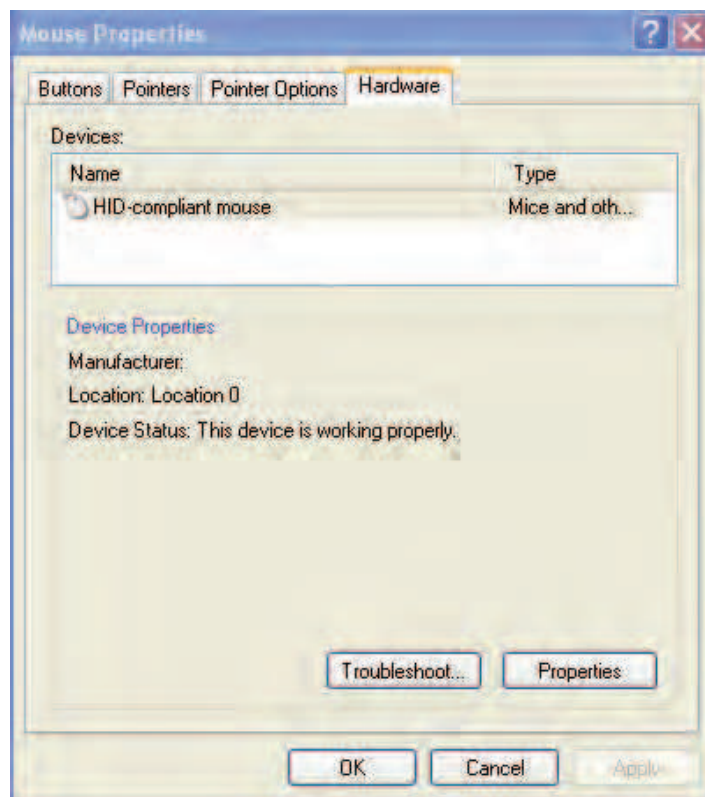 Mouse Properties
Buttons Pointers Pointer Options Hardware
Devices:
Name Type
HID-compliant mouse Mice and oth...
Device Properties
Manufacturer:
Location: Location 0
Device Status: This device is working properly.
Troubleshoot... Properties
OK Cancel Apply